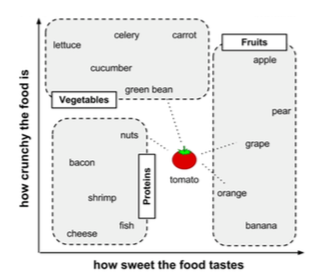 celery
carrot
lettuce
cucumber
green bean
Vegetables
Fruits
apple
pear
grape
orange
banana
nuts
bacon
shrimp
fish
cheese
Proteins
tomato
how crunchy the food is
how sweet the food tastes